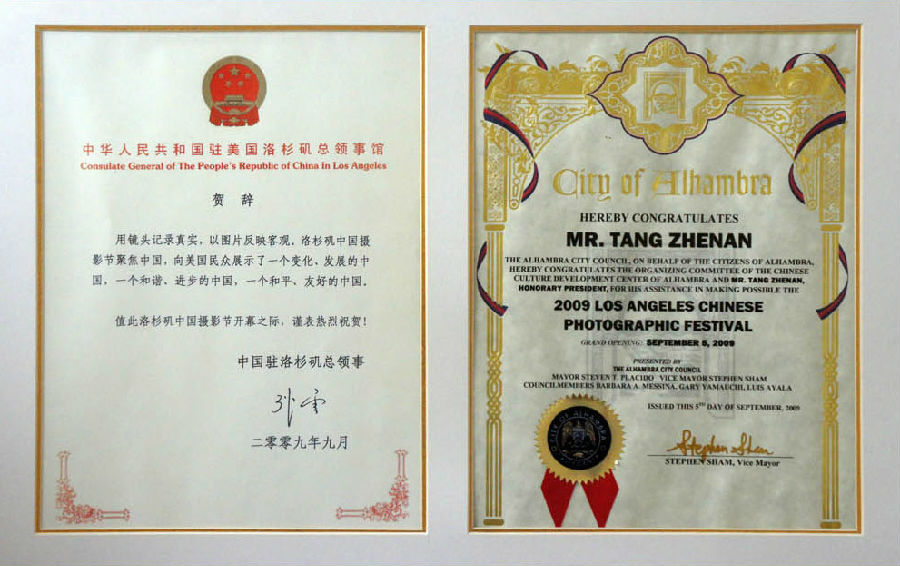 中华人民共和国驻美国洛杉矶总领事馆
Consulate General of The People's Republic of China in Los Angeles
贺 辞
用镜头记录真实，以图片反映客观。洛杉矶中国摄
影节聚焦中国，向美国民众展示了一个变化、发展的中
国，一个和谐、进步的中国，一个和平、友好的中国。
值此洛杉矶中国摄影节开幕之际，谨表热烈祝贺！
中国驻洛杉矶总领事
二零零九年九月
City of Alhambra
HEREBY CONGRATULATES
MR. TANG ZHENAN
THE ALHAMBRA CITY COUNCIL, ON BEHALF OF THE CITIZENS OF ALHAMBRA,
HEREBY CONGRATULATES THE ORGANIZING COMMITTEE OF THE CHINESE
CULTURE DEVELOPMENT CENTER OF ALHAMBRA AND MR. TANG ZHENAN,
HONORART PRESIDENT, FOR HIS ASSISTANCE IN MAKING POSSIBLE THE
2009 LOS ANGELES CHINESE
PHOTOGRAPHIC FESTIVAL
GRAND OPENING: SEPTEMBER 5, 2009
PRESENTED BY
THE ALHAMBRA CITY COUNCIL
MAYOR STEVEN T. PLACIDO VICE MAYOR STEPHEN SHAM
COUNCILMEMBERS BARBARA A. MESSINA, GARY YAMAUCHI, LUIS AYALA
ISSUED THIS 5TH DAY OF SEPTEMBER, 2009
CITY OF ALHAMBRA
Stephen Sham
STEPHEN SHAM, Vice Mayor